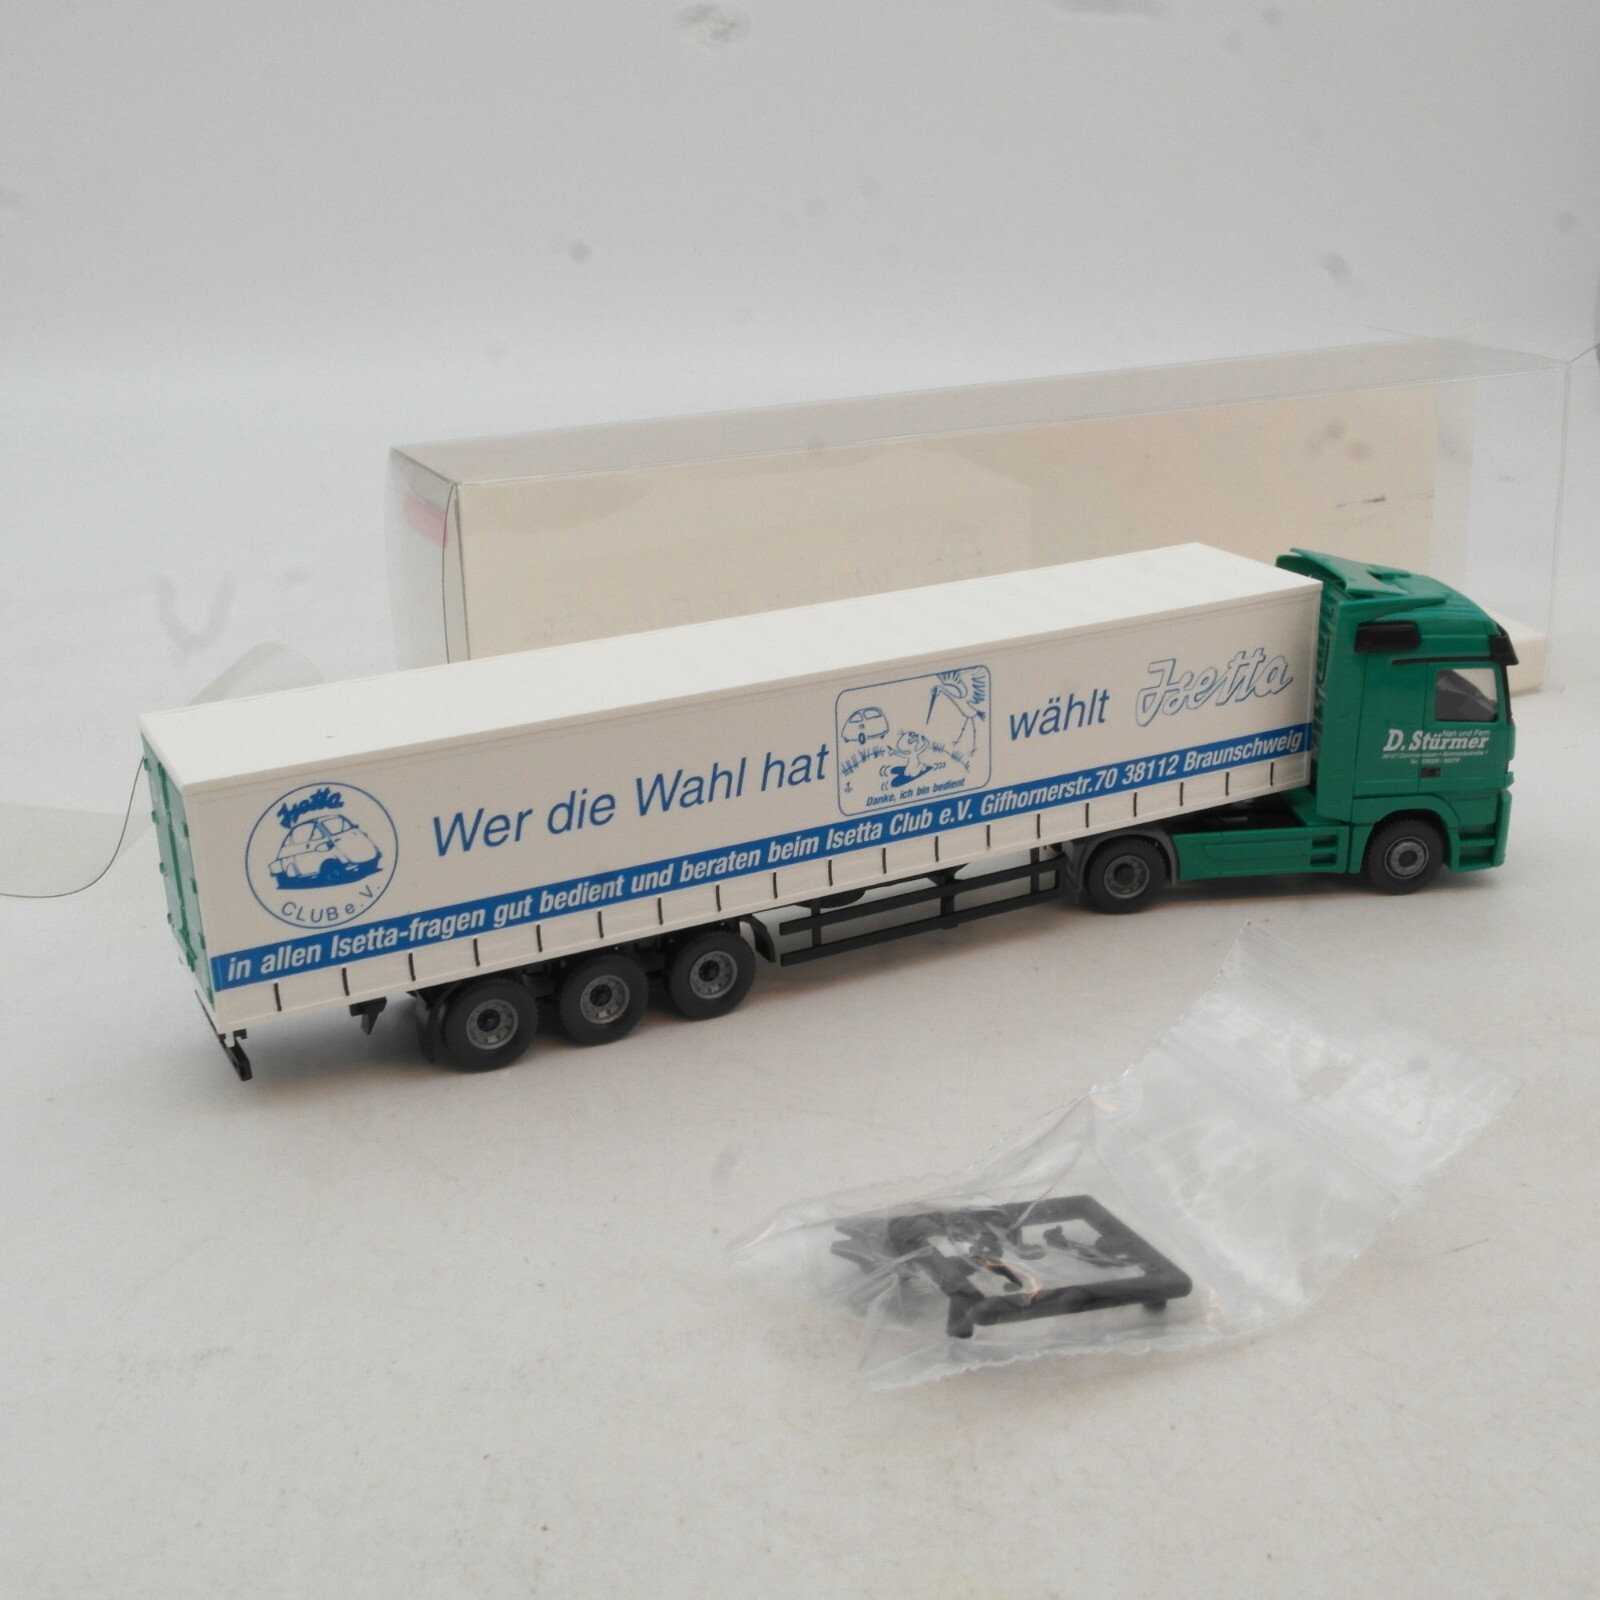 Isetta
CLUB e.V.
Wer die Wahl hat
Danke, ich bin bedient
wählt Isetta
in allen Isetta-fragen gut bedient und beraten beim Isetta Club e.V. Gifhornerstr.70 38112 Braunschweig
Nah und Fern
D. Stürmer